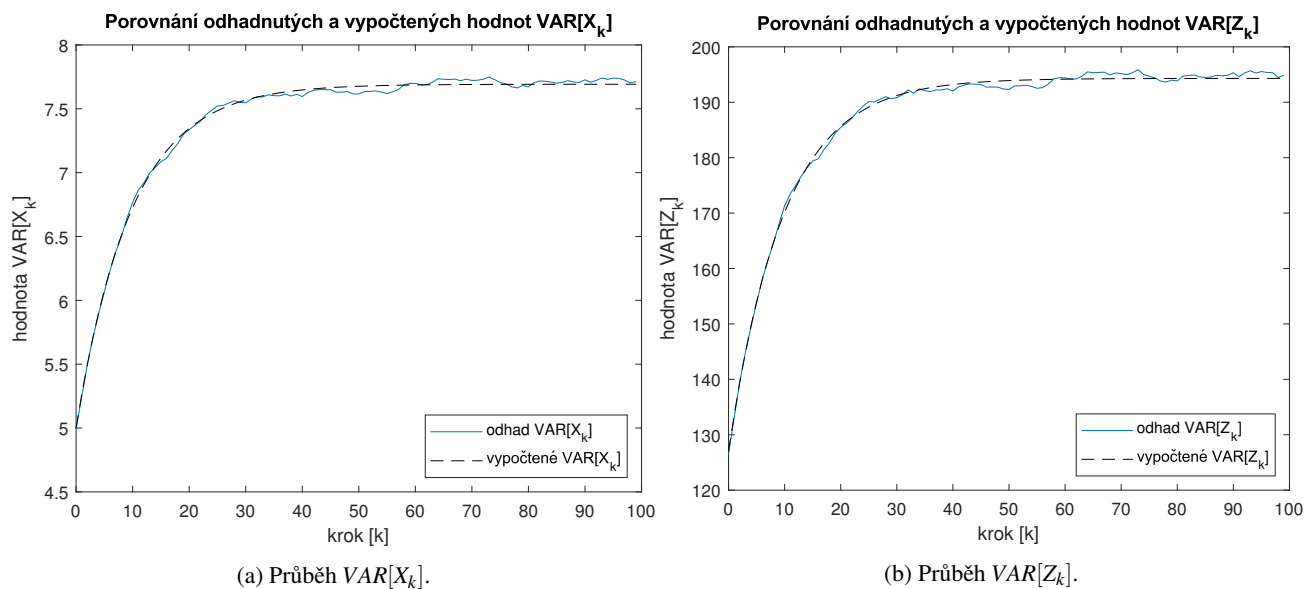 Porovnání odhadnutých a vypočtených hodnot VAR[X_k]
8
7.5
7
6.5
6
5.5
5
4.5
hodnota VAR[X_k]
0 10 20 30 40 50 60 70 80 90 100
krok [k]
odhad VAR[X_k]
vypočtené VAR[X_k]
(a) Průběh VAR[X_k].
Porovnání odhadnutých a vypočtených hodnot VAR[Z_k]
200
190
180
170
160
150
140
130
120
hodnota VAR[Z_k]
0 10 20 30 40 50 60 70 80 90 100
krok [k]
odhad VAR[Z_k]
vypočtené VAR[Z_k]
(b) Průběh VAR[Z_k].